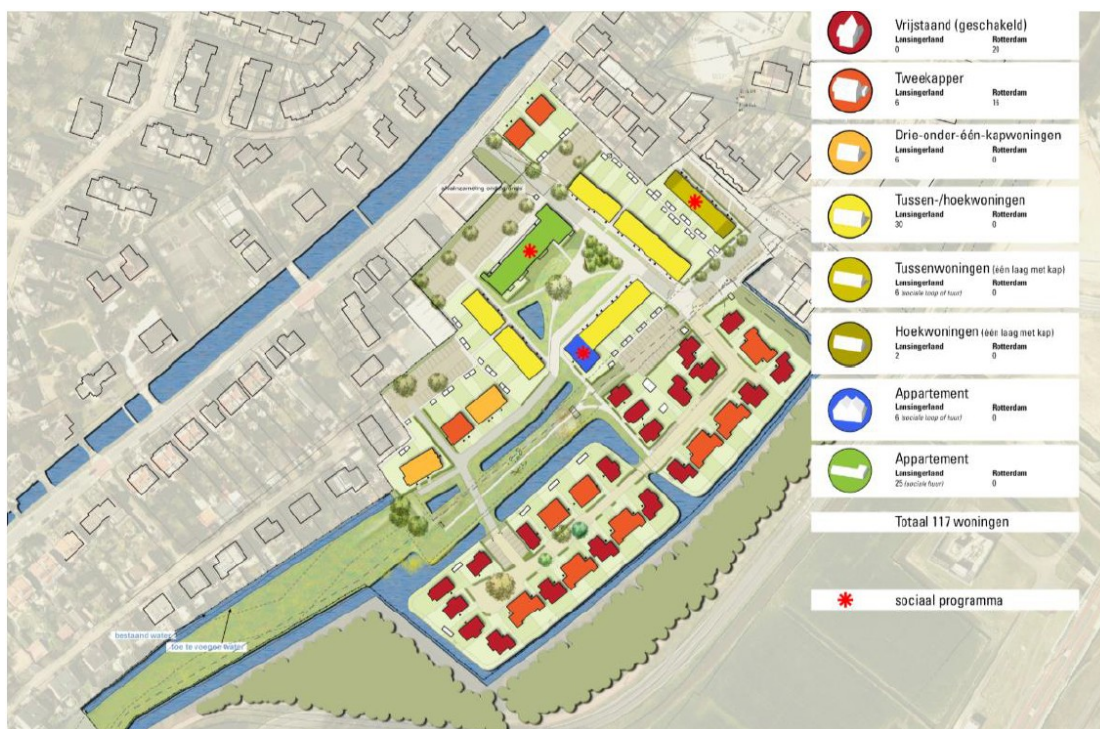 Vrijstaand (geschakeld)
Lansingerland Rotterdam
0 20
Tweekapper
Lansingerland Rotterdam
6 16
Drie-onder-één-kapwoningen
Lansingerland Rotterdam
6 0
Tussen-/hoekwoningen
Lansingerland Rotterdam
30 0
Tussenwoningen (één laag met kap)
Lansingerland Rotterdam
6 (sociale koop of huur) 0
Hoekwoningen (één laag met kap)
Lansingerland Rotterdam
2 0
Appartement
Lansingerland Rotterdam
6 (sociale koop of huur) 0
Appartement
Lansingerland Rotterdam
25 (sociale huur) 0
Totaal 117 woningen
sociaal programma
bestaand water
toe te voegne water